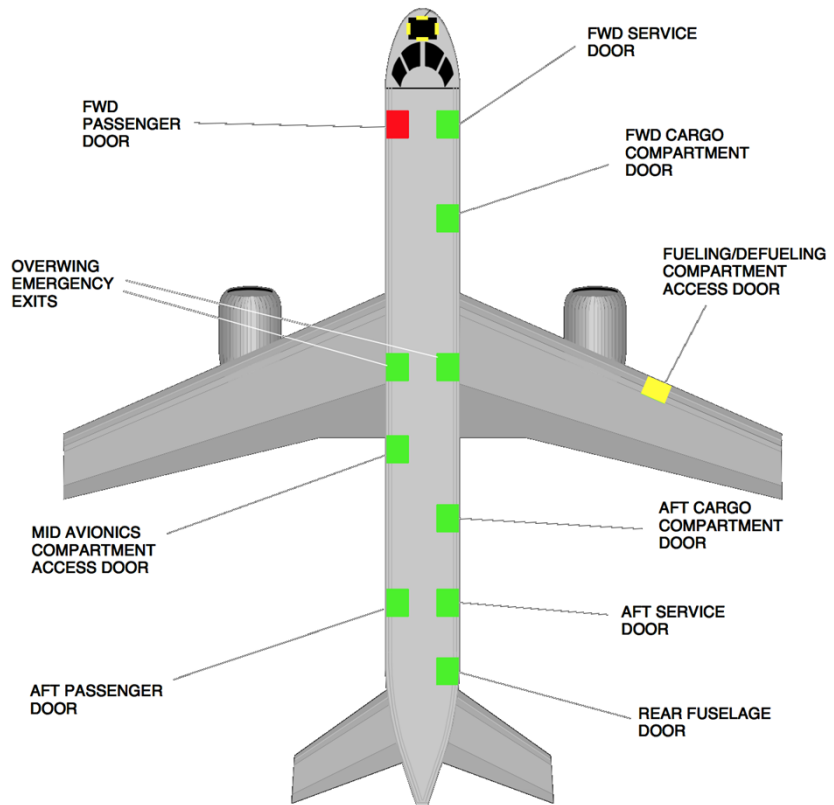 FWD SERVICE
DOOR
FWD
PASSENGER
DOOR
FWD CARGO
COMPARTMENT
DOOR
OVERWING
EMERGENCY
EXITS
FUELING/DEFUELING
COMPARTMENT
ACCESS DOOR
MID AVIONICS
COMPARTMENT
ACCESS DOOR
AFT CARGO
COMPARTMENT
DOOR
AFT SERVICE
DOOR
AFT PASSENGER
DOOR
REAR FUSELAGE
DOOR